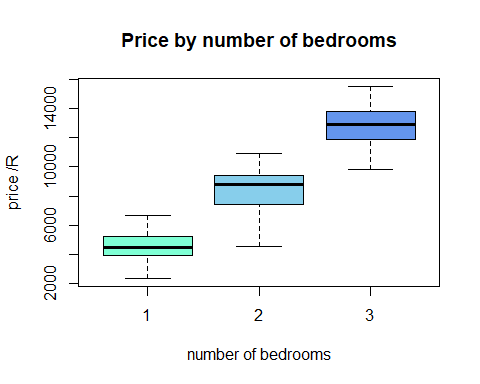 Price by number of bedrooms
price /R
14000
10000
6000
2000
1 2 3
number of bedrooms